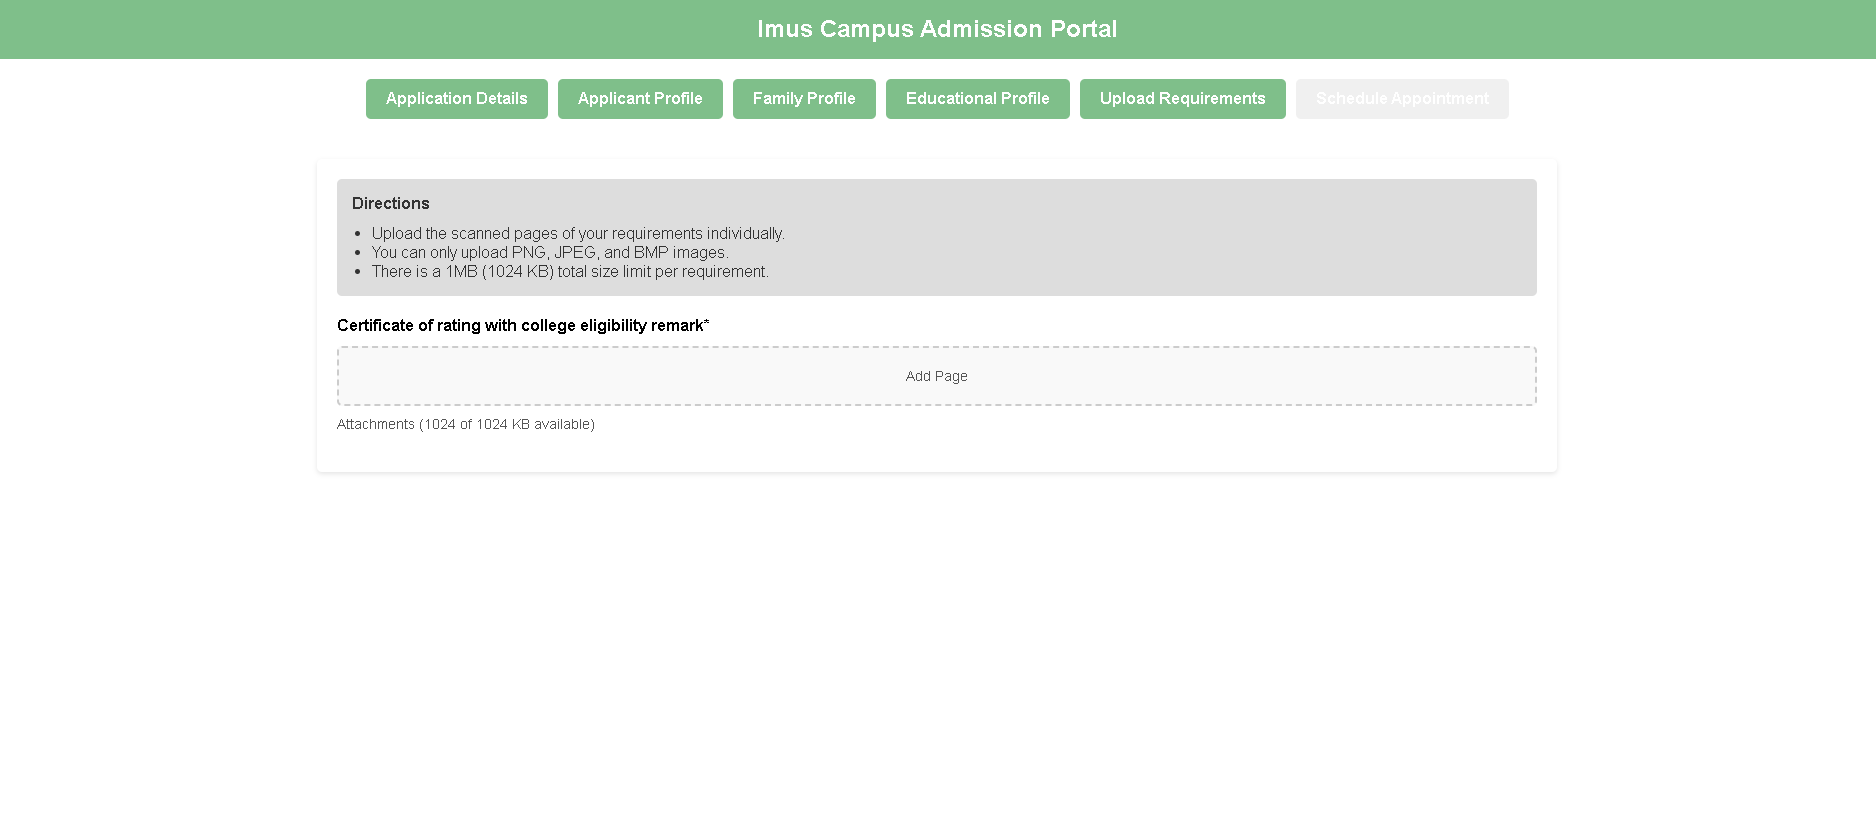 Imus Campus Admission Portal
Application Details
Applicant Profile
Family Profile
Educational Profile
Upload Requirements
Schedule Appointment
Directions
• Upload the scanned pages of your requirements individually.
• You can only upload PNG, JPEG, and BMP images.
• There is a 1MB (1024 KB) total size limit per requirement.
Certificate of rating with college eligibility remark*
Add Page
Attachments (1024 of 1024 KB available)